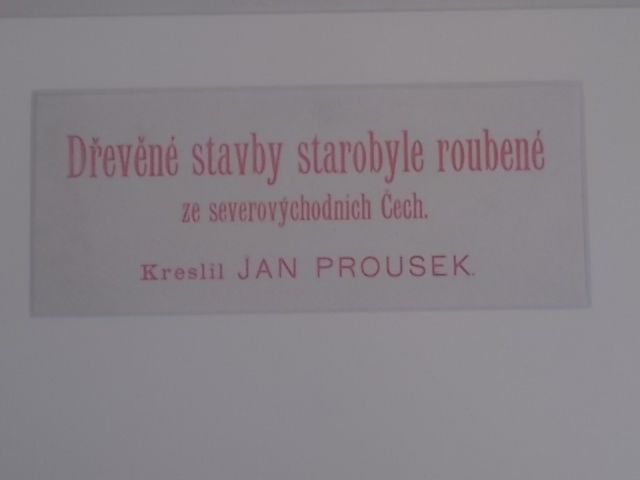 Dřevěné stavby starobyle roubené
ze severovýchodních Čech.
Kreslil JAN PROUSEK.